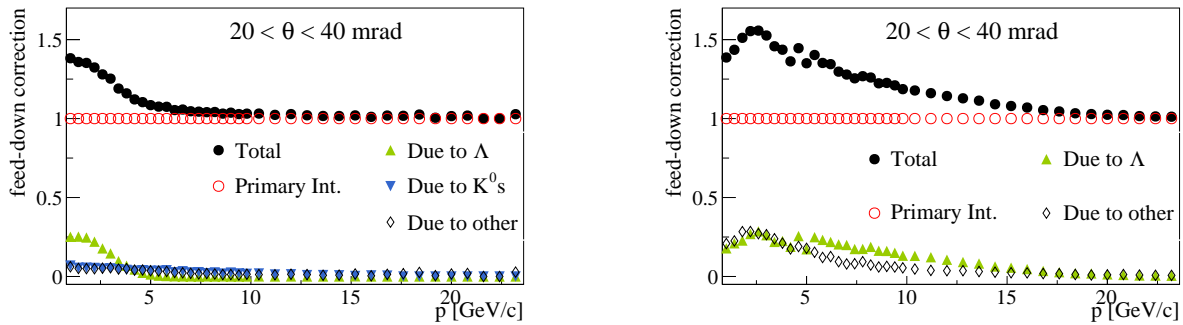 20 < θ < 40 mrad
feed-down correction
1.5
1
0.5
0
Total
Due to Λ
Primary Int.
Due to K⁰s
Due to other
5
10
15
20
p [GeV/c]
20 < θ < 40 mrad
feed-down correction
1.5
1
0.5
0
Total
Due to Λ
Primary Int.
Due to other
5
10
15
20
p [GeV/c]